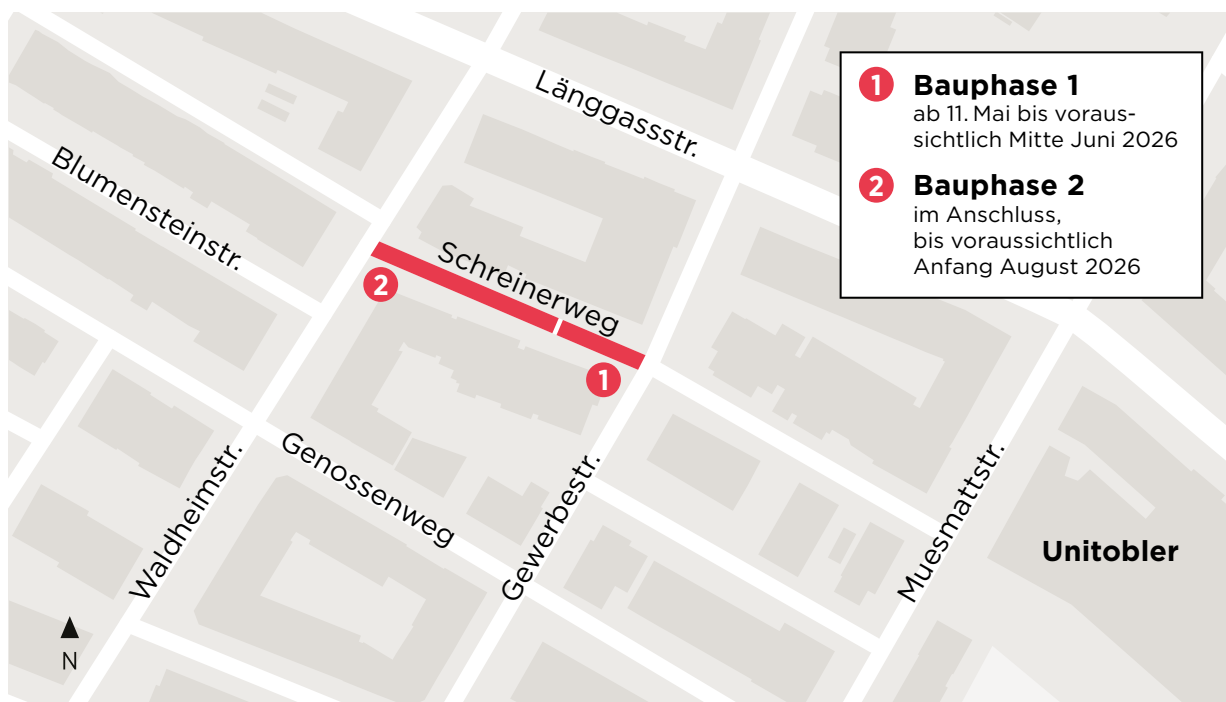 Länggassstr.
Blumensteinstr.
Schreinerweg
2
1
Genossenweg
Waldheimstr.
Gewerbestr.
Muesmattstr.
Unitobler
N
1 Bauphase 1
ab 11. Mai bis voraus-
sichtlich Mitte Juni 2026
2 Bauphase 2
im Anschluss,
bis voraussichtlich
Anfang August 2026